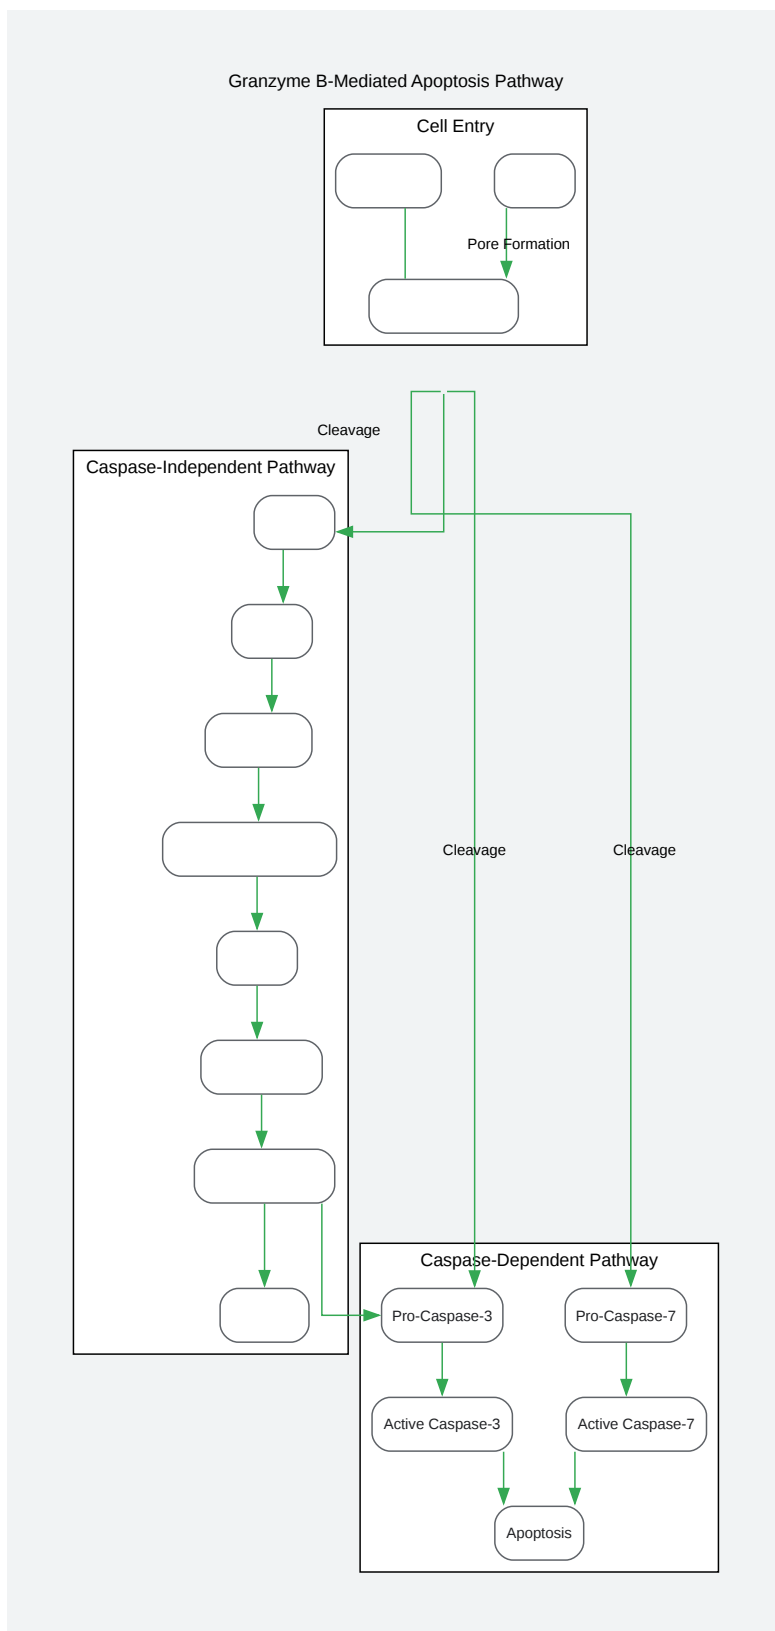 Granzyme B-Mediated Apoptosis Pathway
Cell Entry
Pore Formation
Cleavage
Caspase-Independent Pathway
Cleavage
Cleavage
Caspase-Dependent Pathway
Pro-Caspase-3
Pro-Caspase-7
Active Caspase-3
Active Caspase-7
Apoptosis